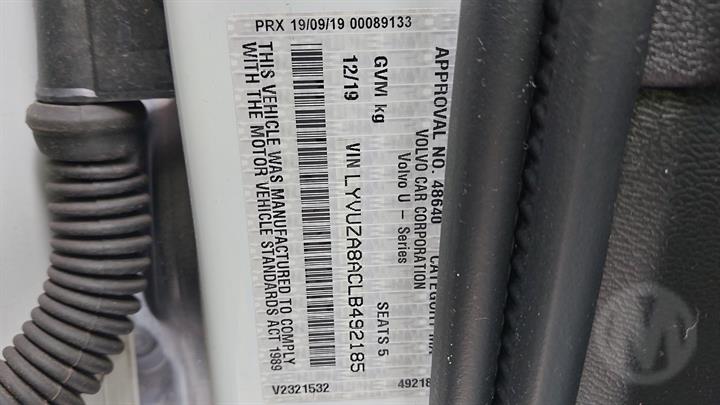 PRX 19/09/19 00089133
APPROVAL NO. 48640 CATEGORY
VOLVO CAR CORPORATION
Volvo U - Series
GVM kg SEATS 5
12/19 VIN LYVUZA8ACLB492185
THIS VEHICLE WAS MANUFACTURED TO COMPLY
WITH THE MOTOR VEHICLE STANDARDS ACT 1989
V2321532 49218